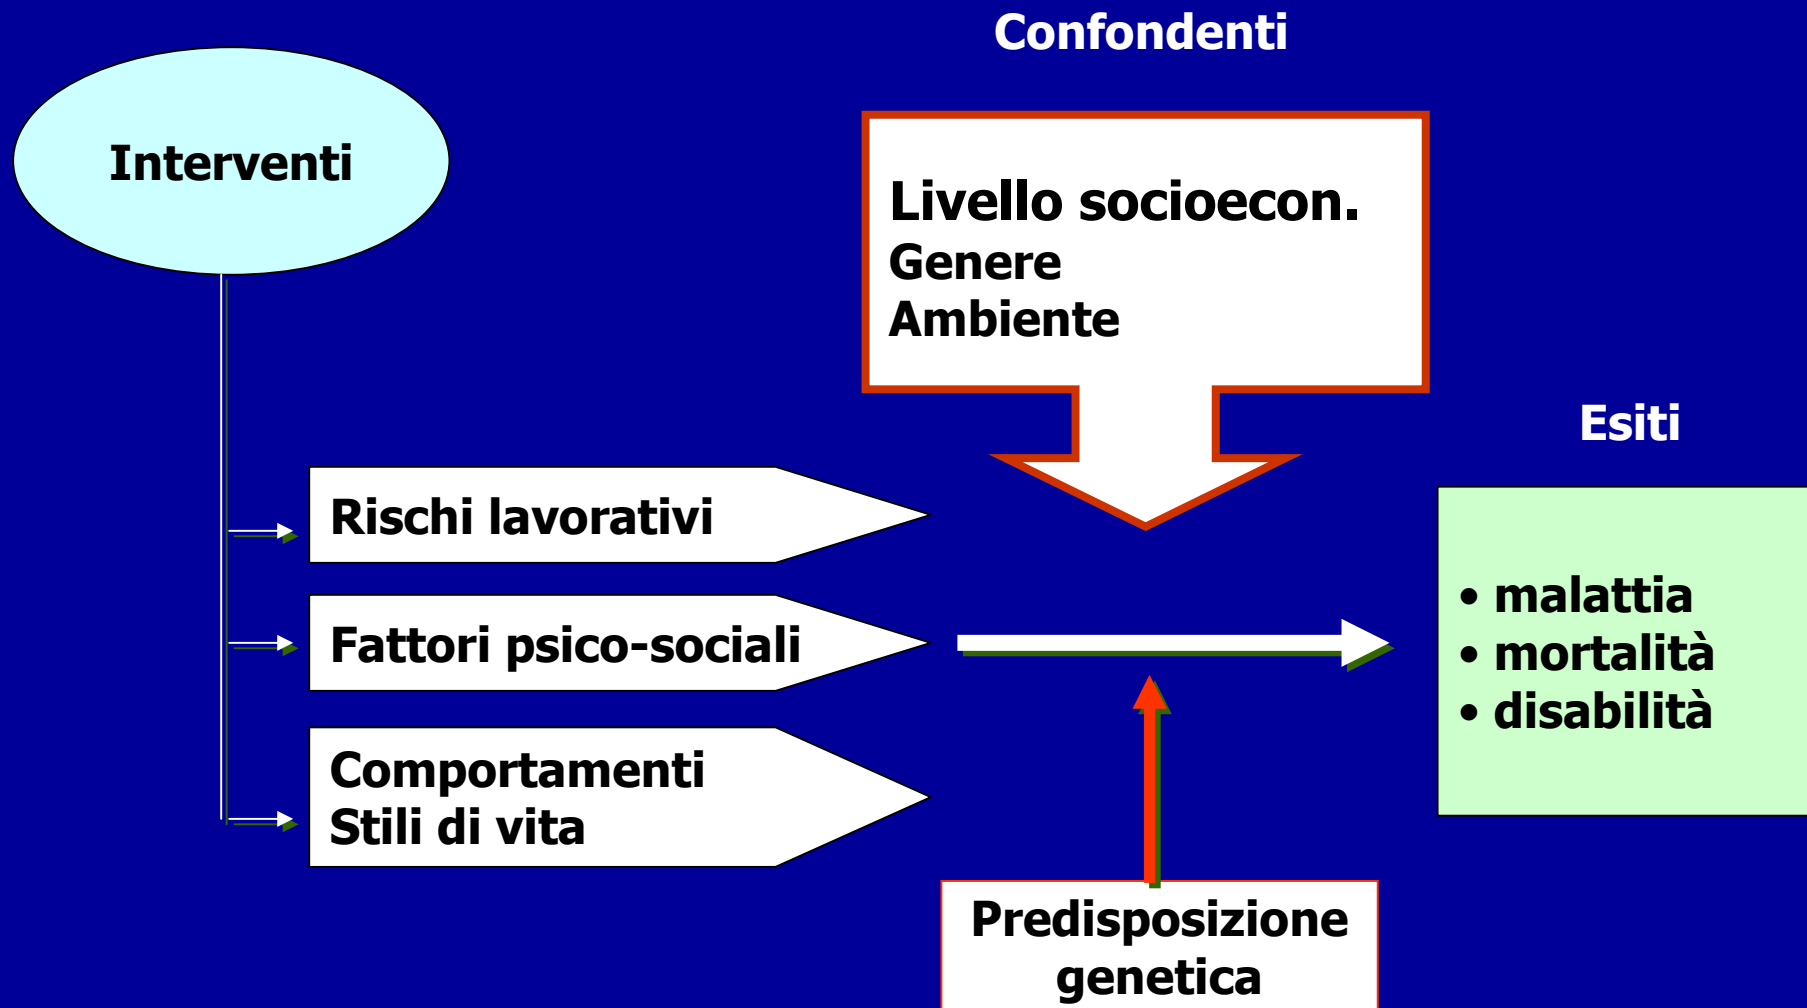 Confondenti
Interventi
Livello socioecon.
Genere
Ambiente
Esiti
Rischi lavorativi
Fattori psico-sociali
Comportamenti
Stili di vita
• malattia
• mortalità
• disabilità
Predisposizione
genetica